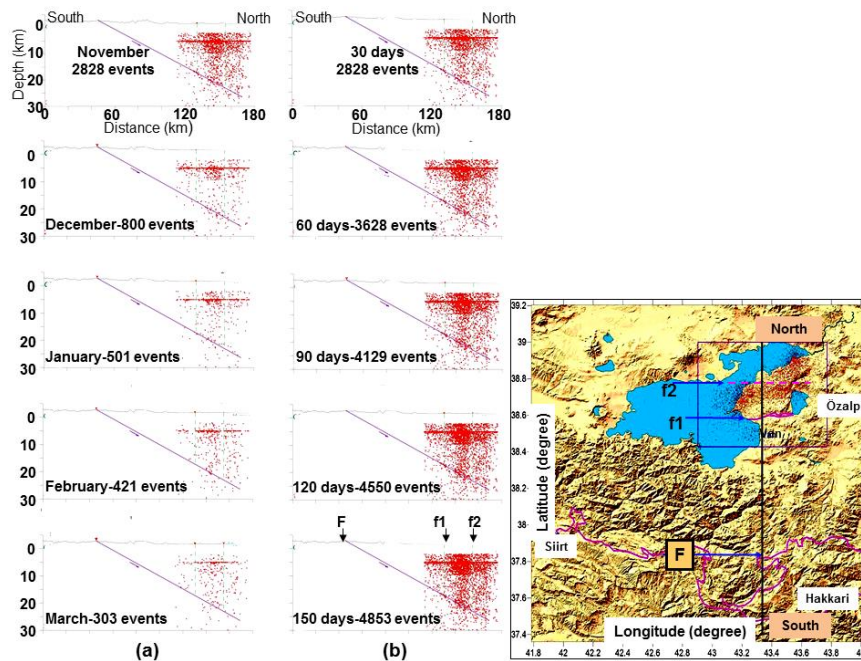 South North
South North
Depth (km)
0
10
20
30
November
2828 events
0 60 120 180
Distance (km)
30 days
2828 events
0 60 120 180
Distance (km)
0
10
20
30
December-800 events
60 days-3628 events
0
10
20
30
January-501 events
90 days-4129 events
0
10
20
30
February-421 events
120 days-4550 events
0
10
20
30
March-303 events
F f1 f2
150 days-4853 events
(a) (b)
39.2
39
38.8
38.6
38.4
38.2
38
37.8
37.6
37.4
Latitude (degree)
North
f2
Özalp
f1
Van
Siirt
F
Hakkari
Longitude (degree)
South
41.8 42 42.2 42.4 42.6 42.8 43 43.2 43.4 43.6 43.8